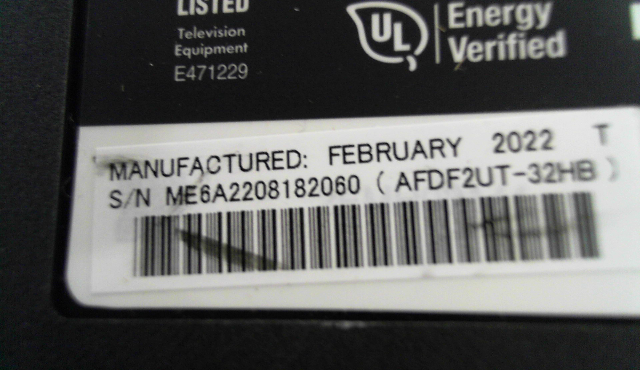 LISTED
Television
Equipment
E471229
UL
Energy
Verified
MANUFACTURED: FEBRUARY 2022 T
S/N ME6A2208182060 ( AFDF2UT-32HB )